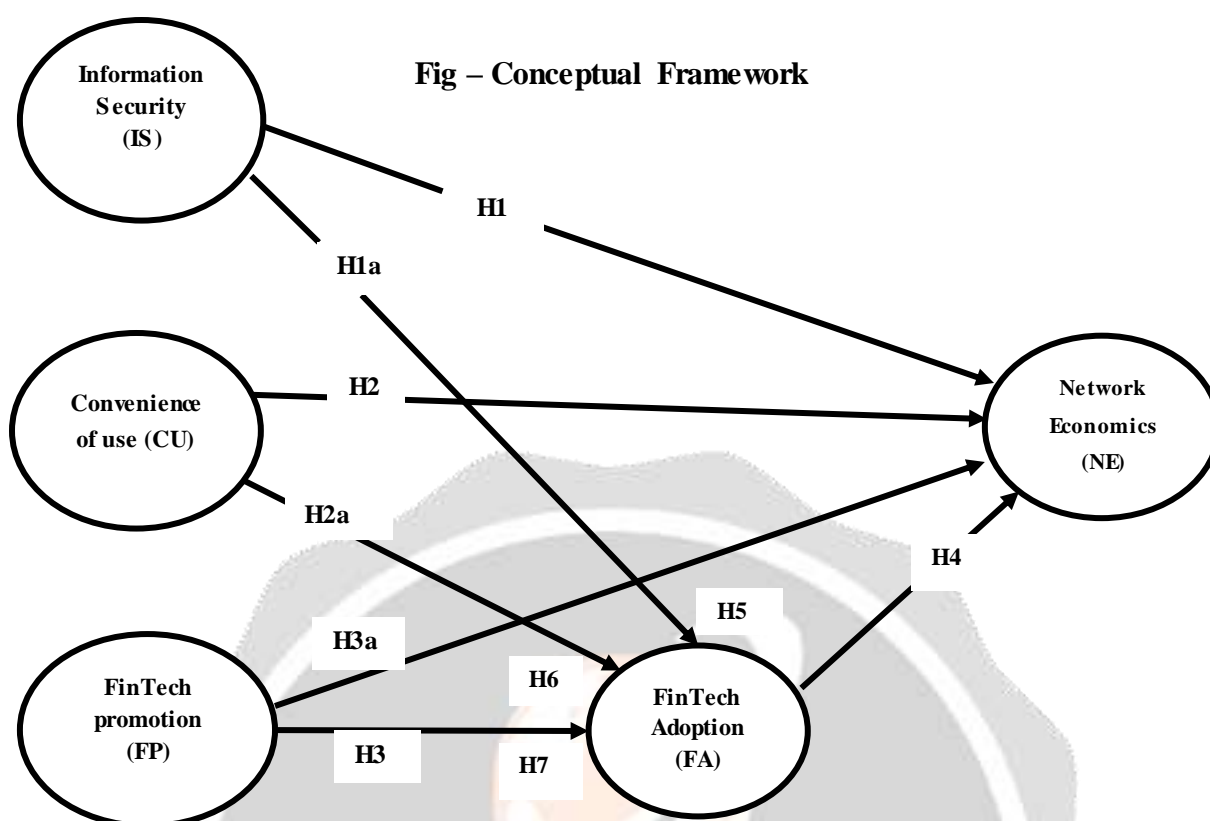 Fig – Conceptual Framework
Information
Security
(IS)
H1
H1a
Convenience
of use (CU)
H2
Network
Economics
(NE)
H2a
H4
H5
H3a
H6
FinTech
promotion
(FP)
FinTech
Adoption
(FA)
H3
H7